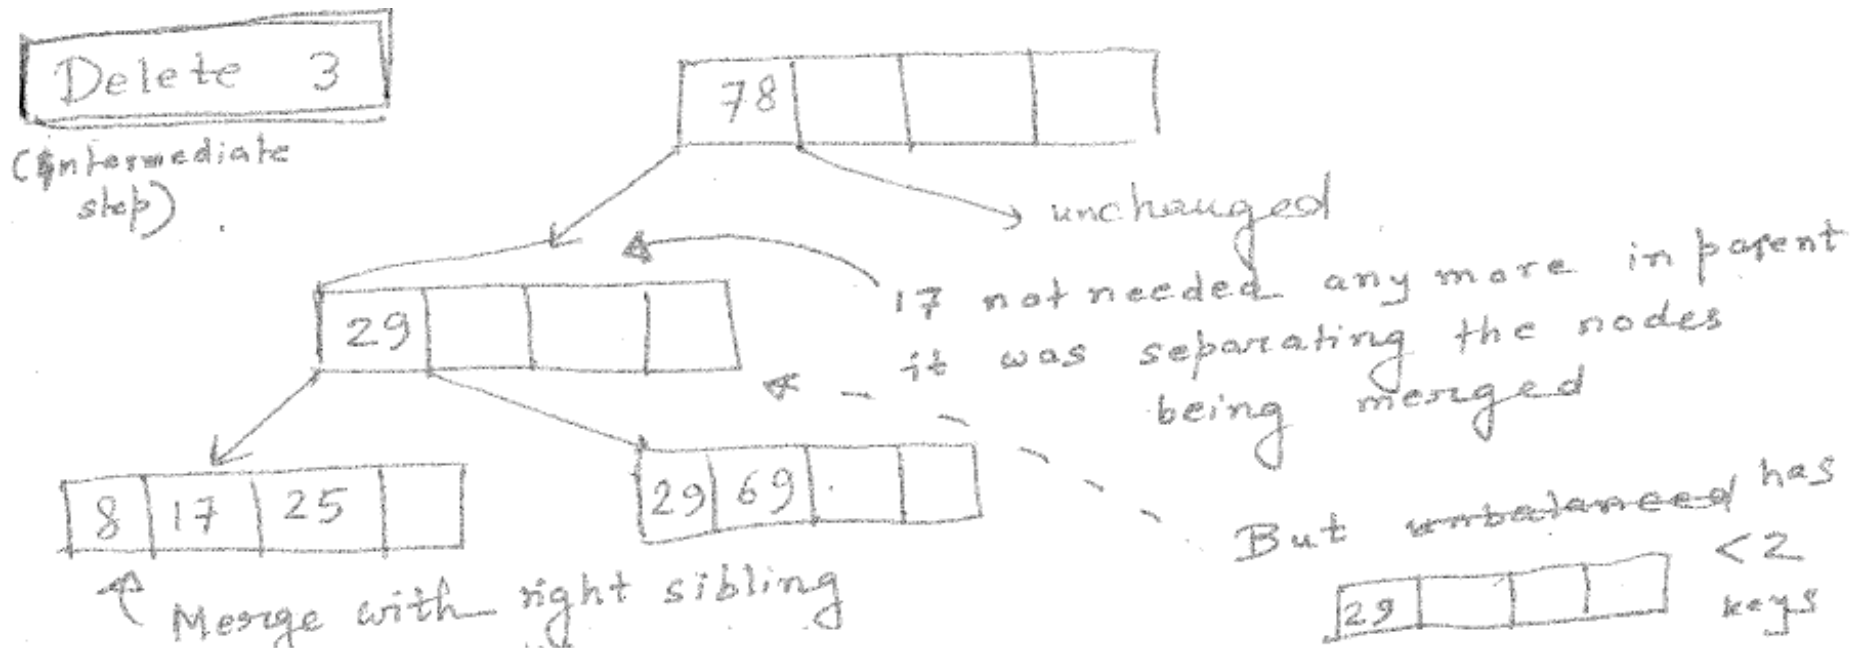 Delete 3
(Intermediate
step)
78
unchanged
17 not needed any more in parent
it was separating the nodes
being merged
29
8 17 25
29 69
Merge with right sibling
But unbalanced has
<2
keys
29